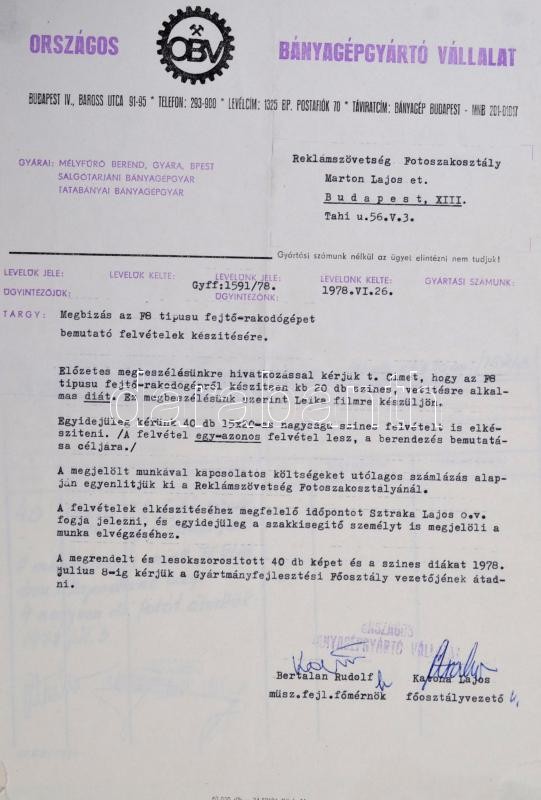 ORSZÁGOS
OBV
BÁNYAGÉPGYÁRTÓ VÁLLALAT
BUDAPEST IV., BAROSS UTCA 91-95 * TELEFON: 293-900 * LEVÉLCÍM: 1325 BP. POSTAFIÓK 70 * TÁVIRATCÍM: BÁNYAGÉP BUDAPEST - MNB 201-01017
GYÁRAI: MÉLYFÚRÓ BEREND, GYÁRA, BPEST
SALGÓTARJÁNI BÁNYAGÉPGYÁR
TATABÁNYAI BÁNYAGÉPGYÁR
Reklámszövetség Fotoszakosztály
Marton Lajos et.
Budapest, XIII.
Tahi u.56.V.3.
Gyártási számunk nélkül az ügyet elintézni nem tudjuk!
LEVELÜK JELE: LEVELÜK KELTE: LEVELÜNK JELE: LEVELÜNK KELTE: GYÁRTÁSI SZÁMUNK:
Gyff:1591/78. 1978.VI.26.
ÜGYINTÉZŐJÜK: ÜGYINTÉZŐNK:
TÁRGY: Megbizás az F8 tipusu fejtő-rakodógépet
bemutató felvételek készitésére.
Előzetes megbeszélésünkre hivatkozással kérjük t. Cimet, hogy az F8
tipusu fejtő-rakodógépről készitsen kb 20 db szines, vetitésre alkal-
mas diát. Ez megbeszélésünk szerint Leike filmre készüljön.
Egyidejüleg kérünk 40 db 15x20-as nagyságu szines felvételt is elké-
sziteni. /A felvétel egy-azonos felvétel lesz, a berendezés bemutatá-
sa céljára./
A megjelölt munkával kapcsolatos költségeket utólagos számlázás alap-
ján egyenlitjük ki a Reklámszövetség Fotoszakosztályánál.
A felvételek elkészitéséhez megfelelő időpontot Sztraka Lajos o.v.
fogja jelezni, és egyidejüleg a szakkisegitő személyt is megjelöli a
munka elvégzéséhez.
A megrendelt és lesokszorositott 40 db képet és a szines diákat 1978.
julius 8-ig kérjük a Gyártmányfejlesztési Főosztály vezetőjének átad-
ni.
ORSZÁGOS
BÁNYAGÉPGYÁRTÓ VÁLLALAT
Bertalan Rudolf Katona Lajos
müsz.fejl.főmérnök főosztályvezető